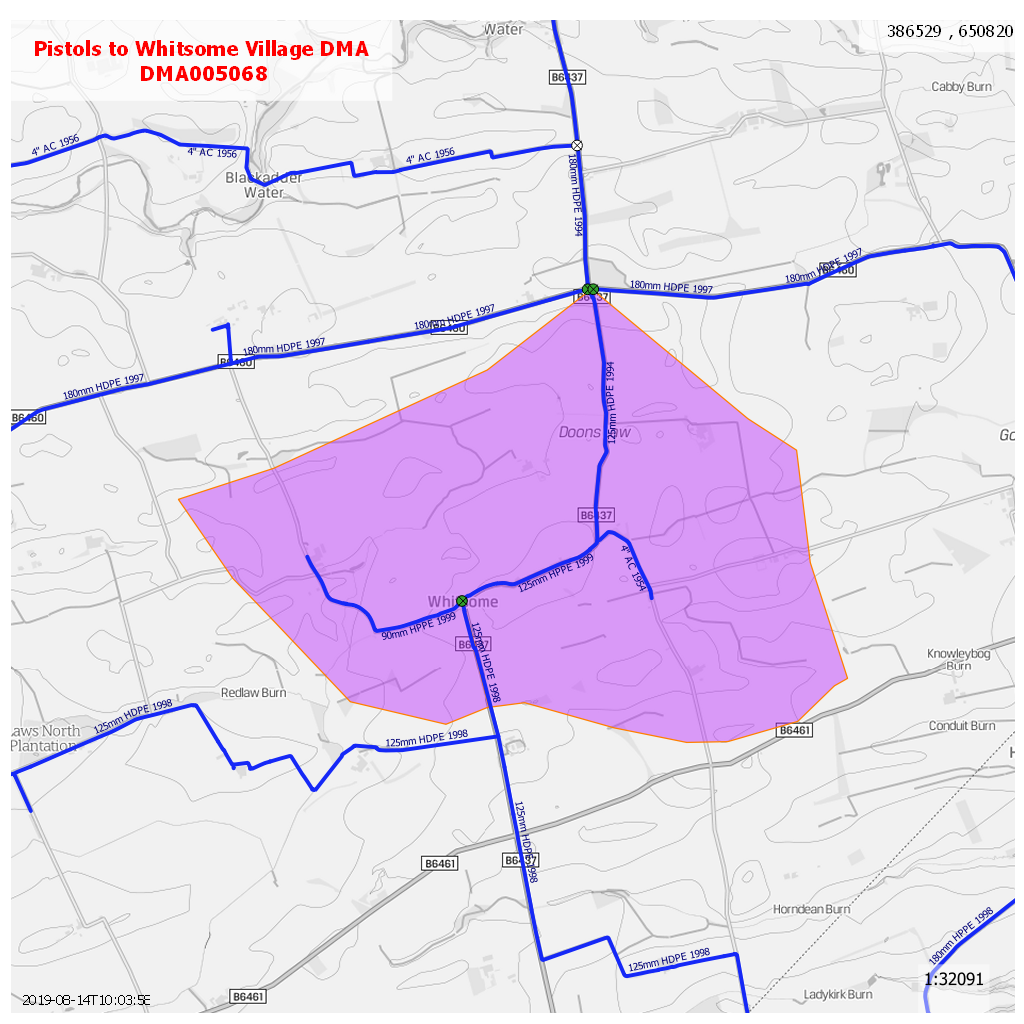 Water
386529 , 650820
Pistols to Whitsome Village DMA
DMA005068
B6437
Cabby Burn
4" AC 1956
4" AC 1956
4" AC 1956
180mm HDPE 1994
Blackadder
Water
180mm HDPE 1997
180mm HDPE 1997
B6437
180mm HDPE 1997
180mm HDPE 1997
B6460
180mm HDPE 1997
B6460
125mm HDPE 1994
Doonslaw
B6437
4" AC 1954
125mm HPPE 1999
Whitsome
90mm HPPE 1999
125mm HDPE 1998
Knowleybog
Burn
Redlaw Burn
125mm HDPE 1998
aws North
Plantation
125mm HDPE 1998
B6461
Conduit Burn
125mm HDPE 1998
B6461
B6437
Horndean Burn
180mm HPPE 1998
125mm HDPE 1998
1:32091
B6461
2019-08-14T10:03:5E
Ladykirk Burn